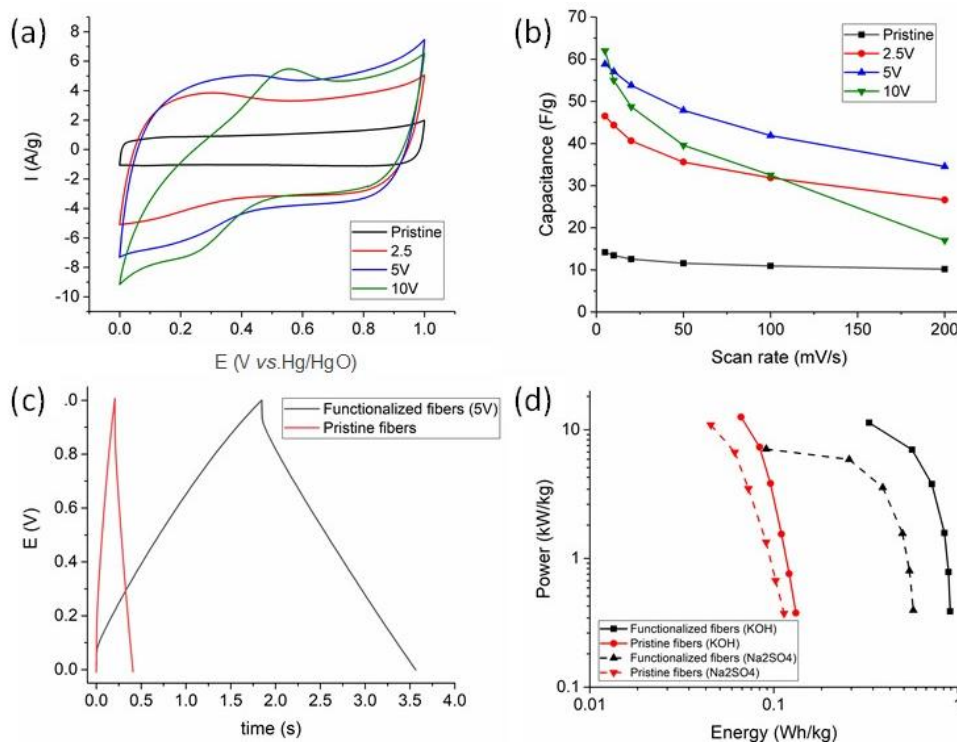 (a)
8
6
4
2
0
-2
-4
-6
-8
-10
I (A/g)
Pristine
2.5
5V
10V
0.0 0.2 0.4 0.6 0.8 1.0
E (V vs.Hg/HgO)
(b)
70
60
50
40
30
20
10
0
Capacitance (F/g)
Pristine
2.5V
5V
10V
0 50 100 150 200
Scan rate (mV/s)
(c)
.0
0.8
0.6
0.4
0.2
0.0
E (V)
Functionalized fibers (5V)
Pristine fibers
0.0 0.5 1.0 1.5 2.0 2.5 3.0 3.5 4.0
time (s)
(d)
10
1
0.1
Power (kW/kg)
Functionalized fibers (KOH)
Pristine fibers (KOH)
Functionalized fibers (Na2SO4)
Pristine fibers (Na2SO4)
0.01 0.1 1
Energy (Wh/kg)